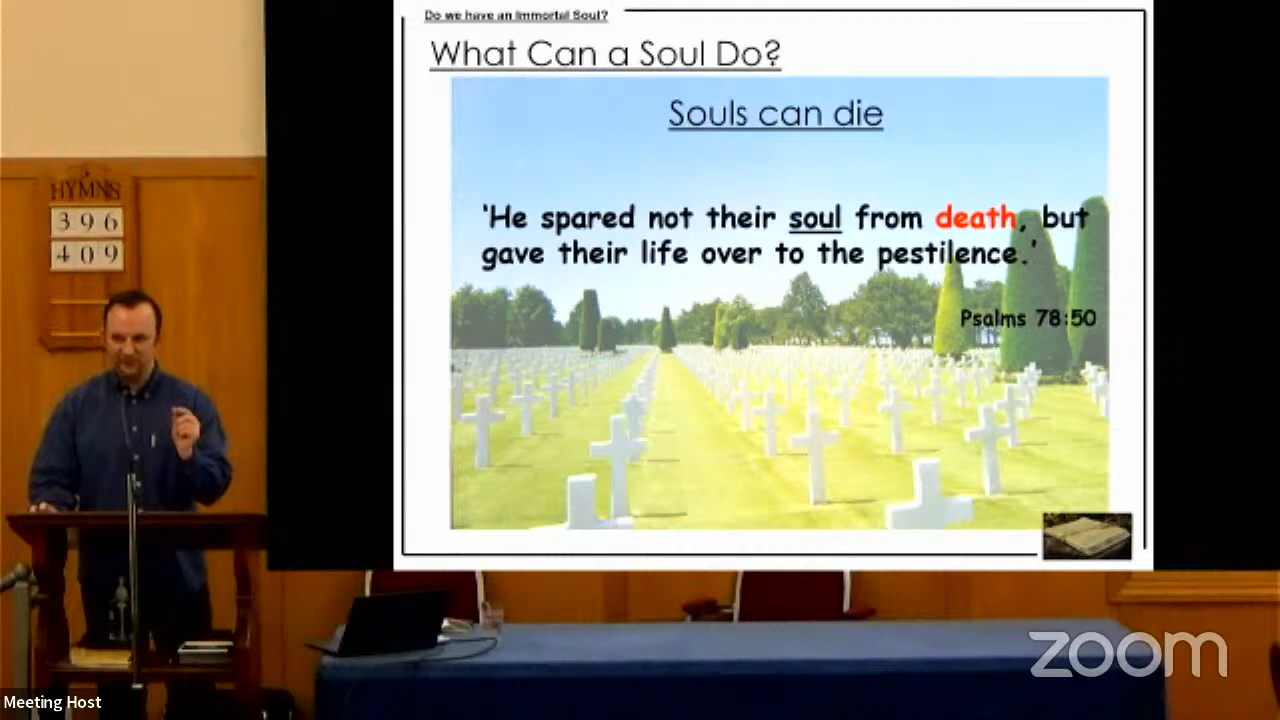 Do we have an Immortal Soul?
What Can a Soul Do?
Souls can die
'He spared not their soul from death, but
gave their life over to the pestilence.'
Psalms 78:50
HYMNS
396
409
zoom
Meeting Host